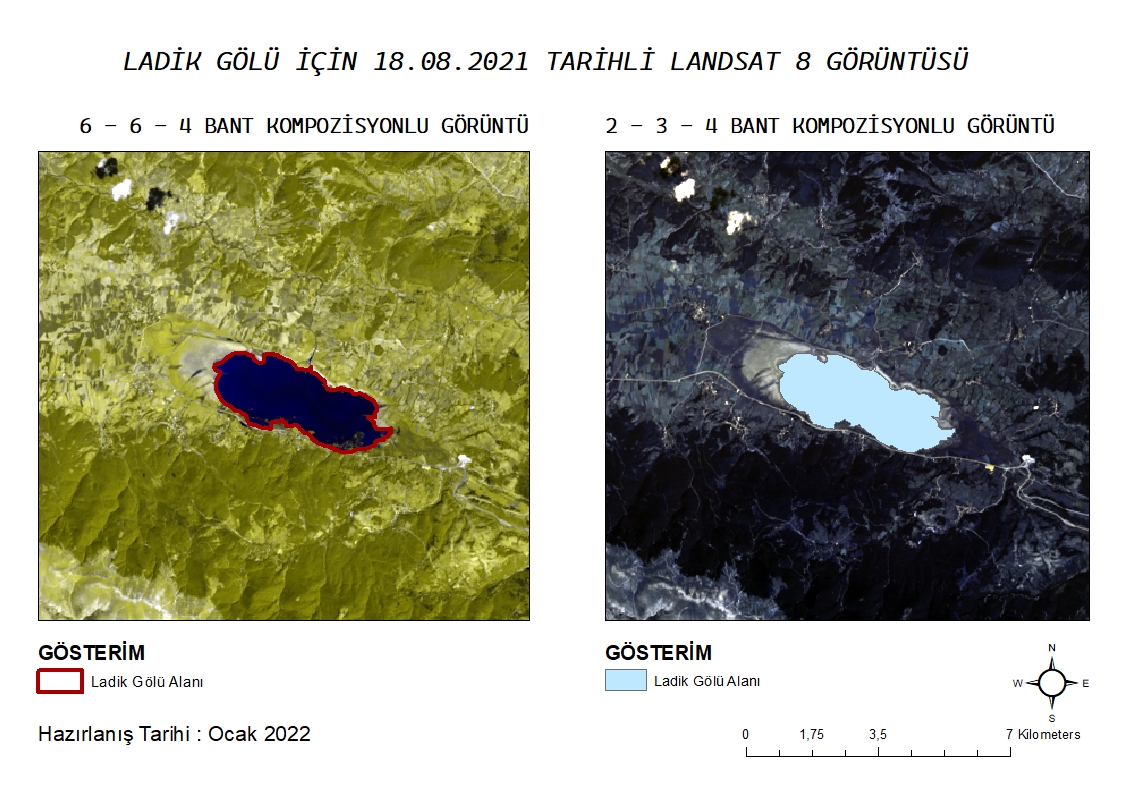 LADİK GÖLÜ İÇİN 18.08.2021 TARİHLİ LANDSAT 8 GÖRÜNTÜSÜ
6 – 6 – 4 BANT KOMPOZİSYONLU GÖRÜNTÜ
2 – 3 – 4 BANT KOMPOZİSYONLU GÖRÜNTÜ
GÖSTERİM
Ladik Gölü Alanı
Hazırlanış Tarihi : Ocak 2022
GÖSTERİM
Ladik Gölü Alanı
N
W E
S
0 1,75 3,5 7 Kilometers